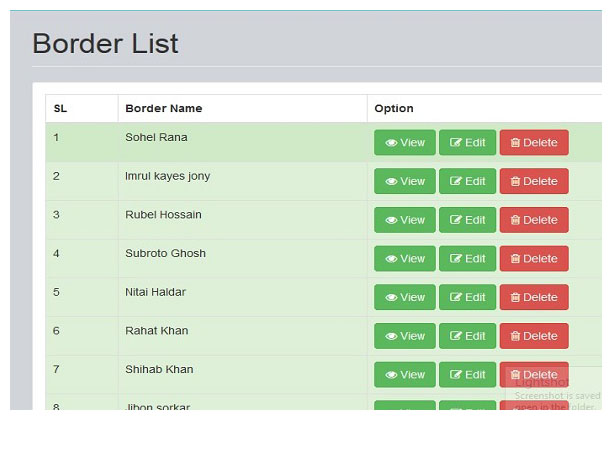 Border List
SL Border Name Option
1 Sohel Rana View Edit Delete
2 Imrul kayes jony View Edit Delete
3 Rubel Hossain View Edit Delete
4 Subroto Ghosh View Edit Delete
5 Nitai Haldar View Edit Delete
6 Rahat Khan View Edit Delete
7 Shihab Khan View Edit Delete
Lightshot
Screenshot is saved
8 Jibon sorkar
open in the folder.